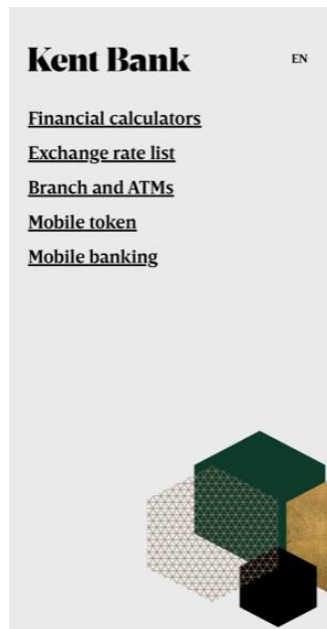 Kent Bank
EN
Financial calculators
Exchange rate list
Branch and ATMs
Mobile token
Mobile banking